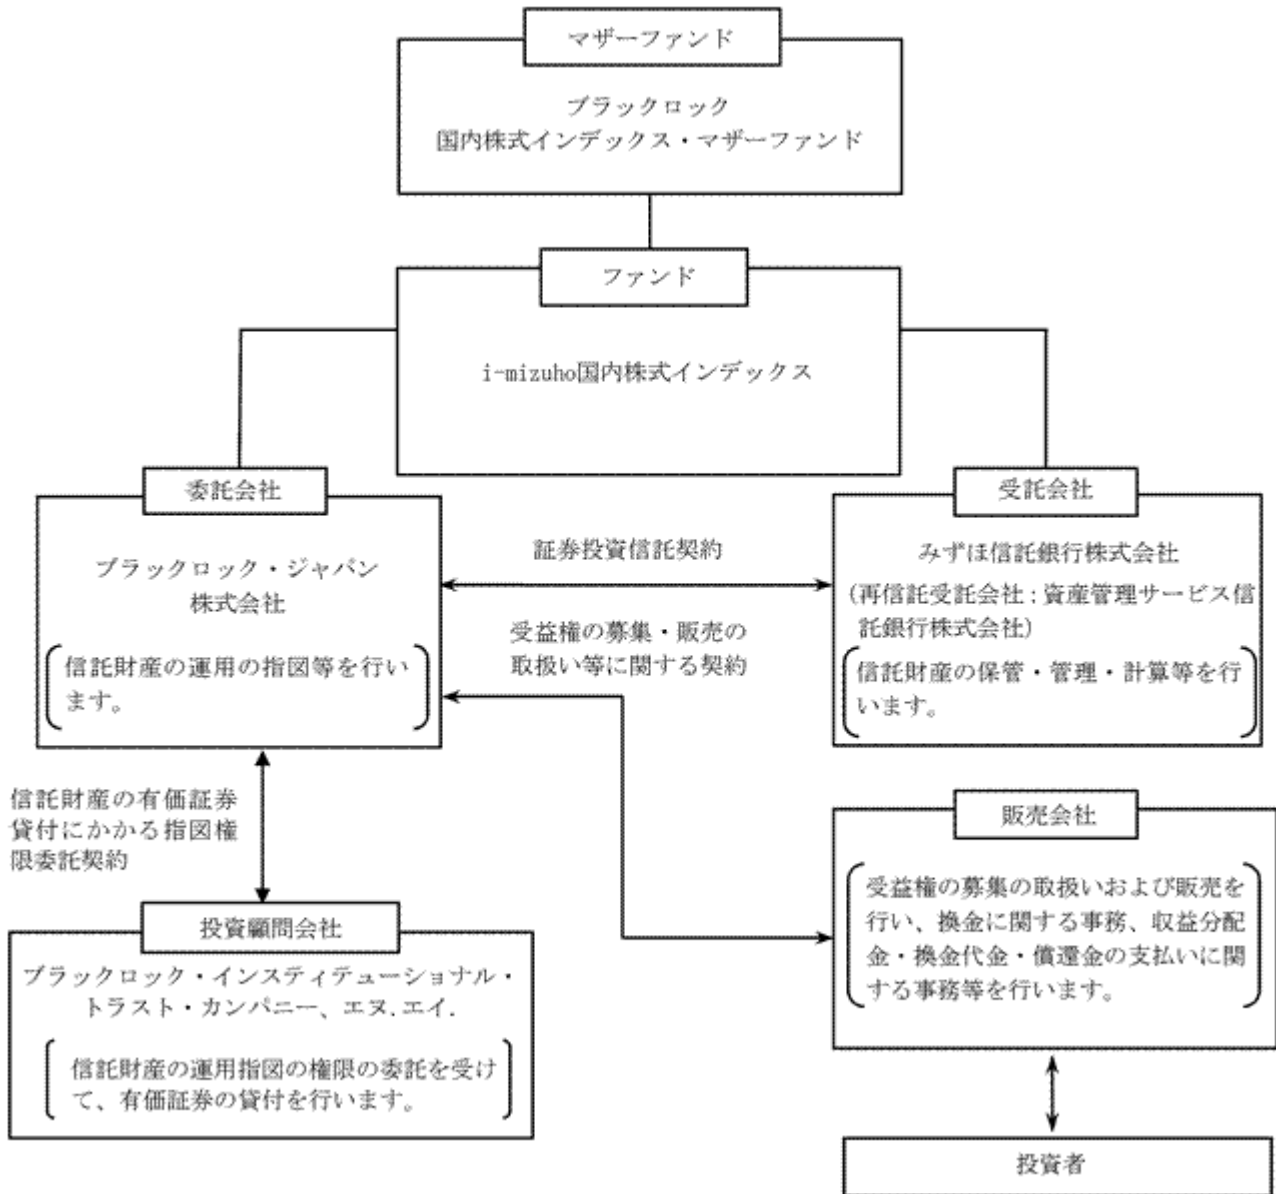 マザーファンド
ブラックロック
国内株式インデックス・マザーファンド
ファンド
i-mizuho国内株式インデックス
委託会社
ブラックロック・ジャパン
株式会社
信託財産の運用の指図等を行い
ます。
証券投資信託契約
受益権の募集・販売の
取扱い等に関する契約
受託会社
みずほ信託銀行株式会社
(再信託受託会社:資産管理サービス信
託銀行株式会社)
信託財産の保管・管理・計算等を行
います。
信託財産の有価証券
貸付にかかる指図権
限委託契約
投資顧問会社
ブラックロック・インスティテューショナル・
トラスト・カンパニー、エヌ.エイ.
信託財産の運用指図の権限の委託を受け
て、有価証券の貸付を行います。
販売会社
受益権の募集の取扱いおよび販売を
行い、換金に関する事務、収益分配
金・換金代金・償還金の支払いに関
する事務等を行います。
投資者